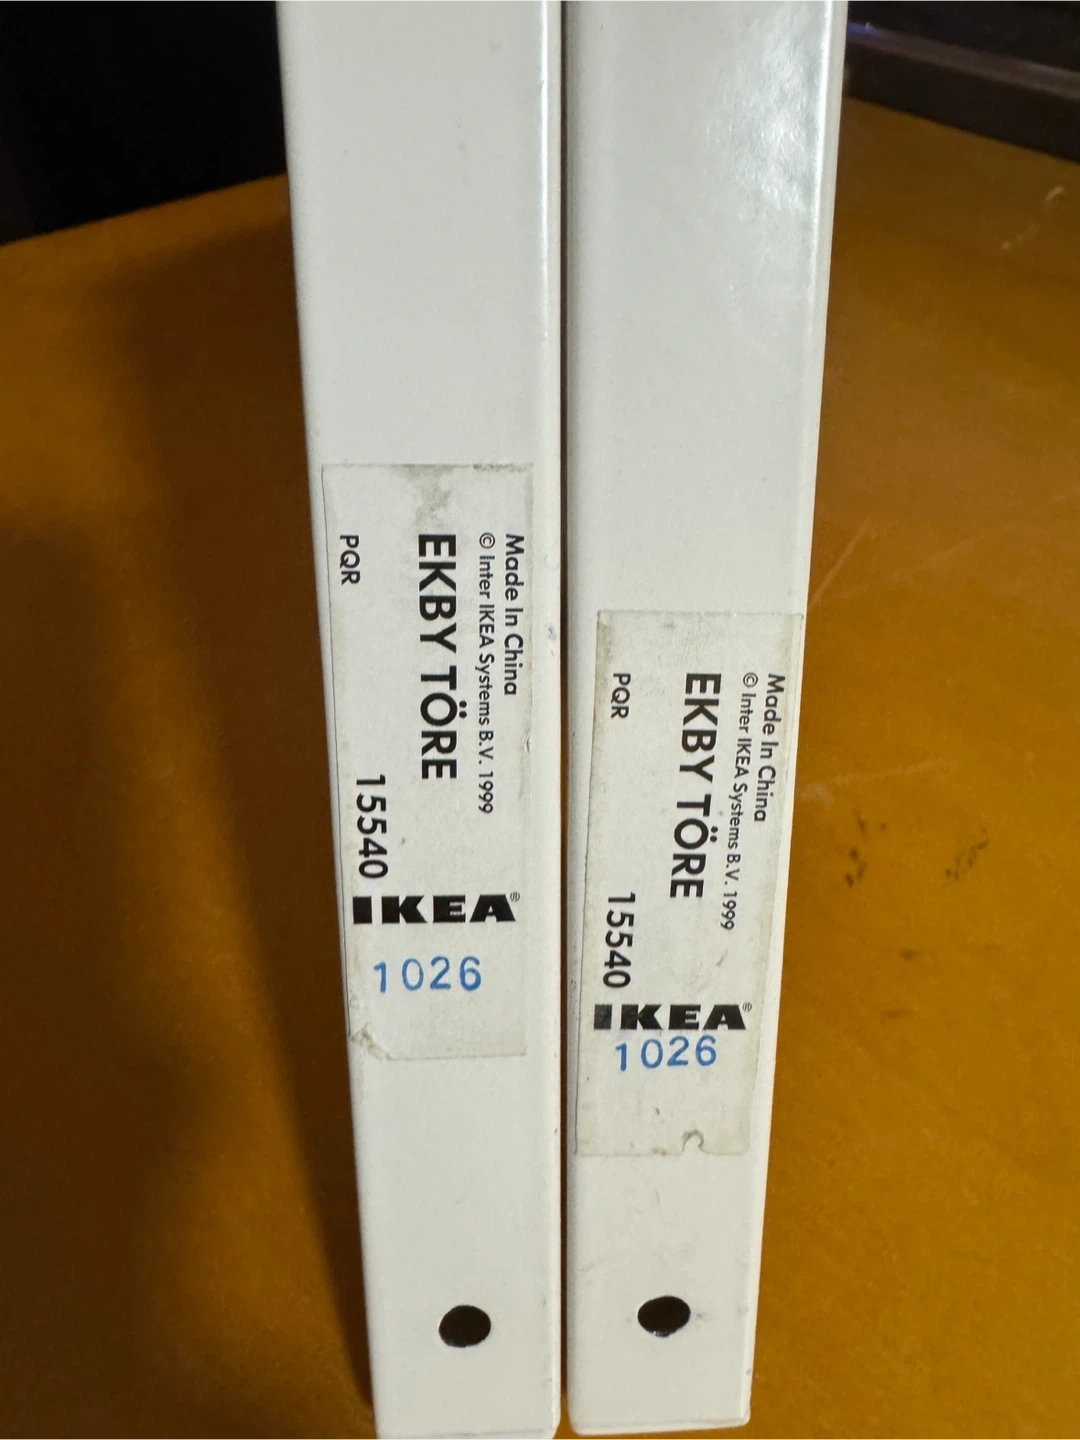 Made In China
© Inter IKEA Systems B.V. 1999
EKBY TÖRE
PQR
15540
IKEA®
1026
Made In China
© Inter IKEA Systems B.V. 1999
EKBY TÖRE
PQR
15540
IKEA®
1026